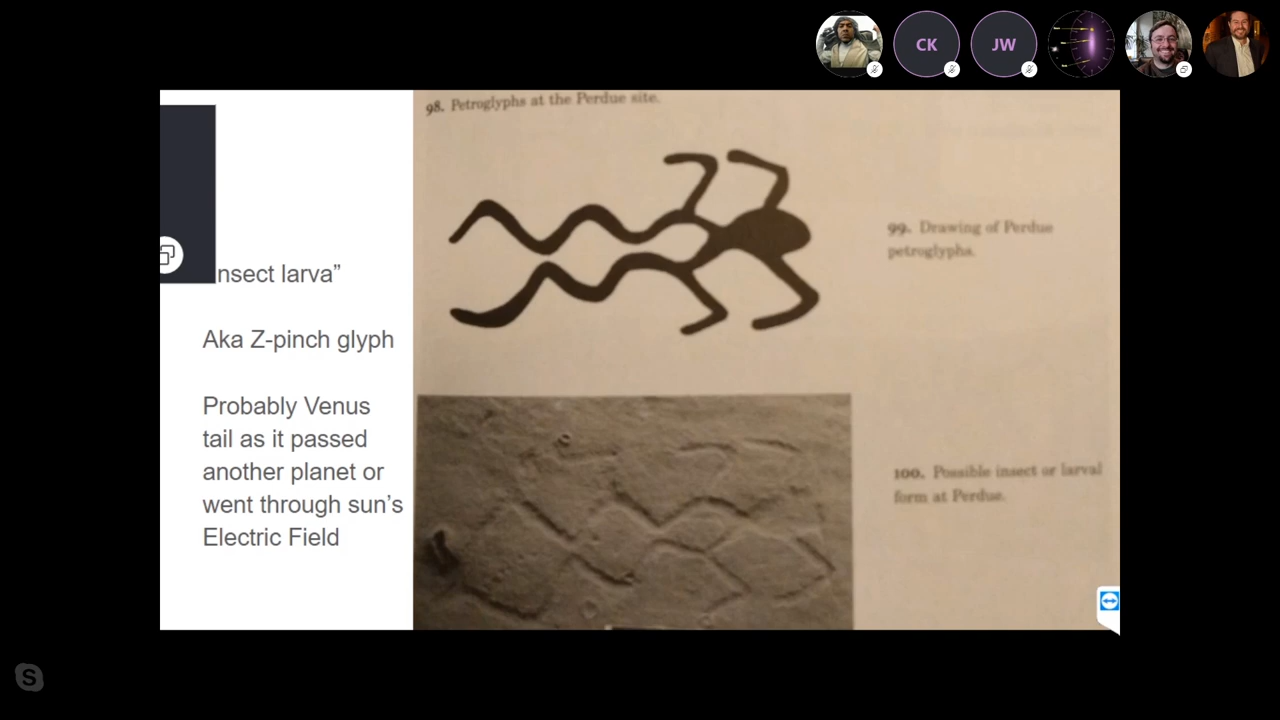 CK
JW
98. Petroglyphs at the Perdue site.
99. Drawing of Perdue
petroglyphs.
nsect larva”
Aka Z-pinch glyph
Probably Venus
tail as it passed
another planet or
went through sun’s
Electric Field
100. Possible insect or larval
form at Perdue.
S